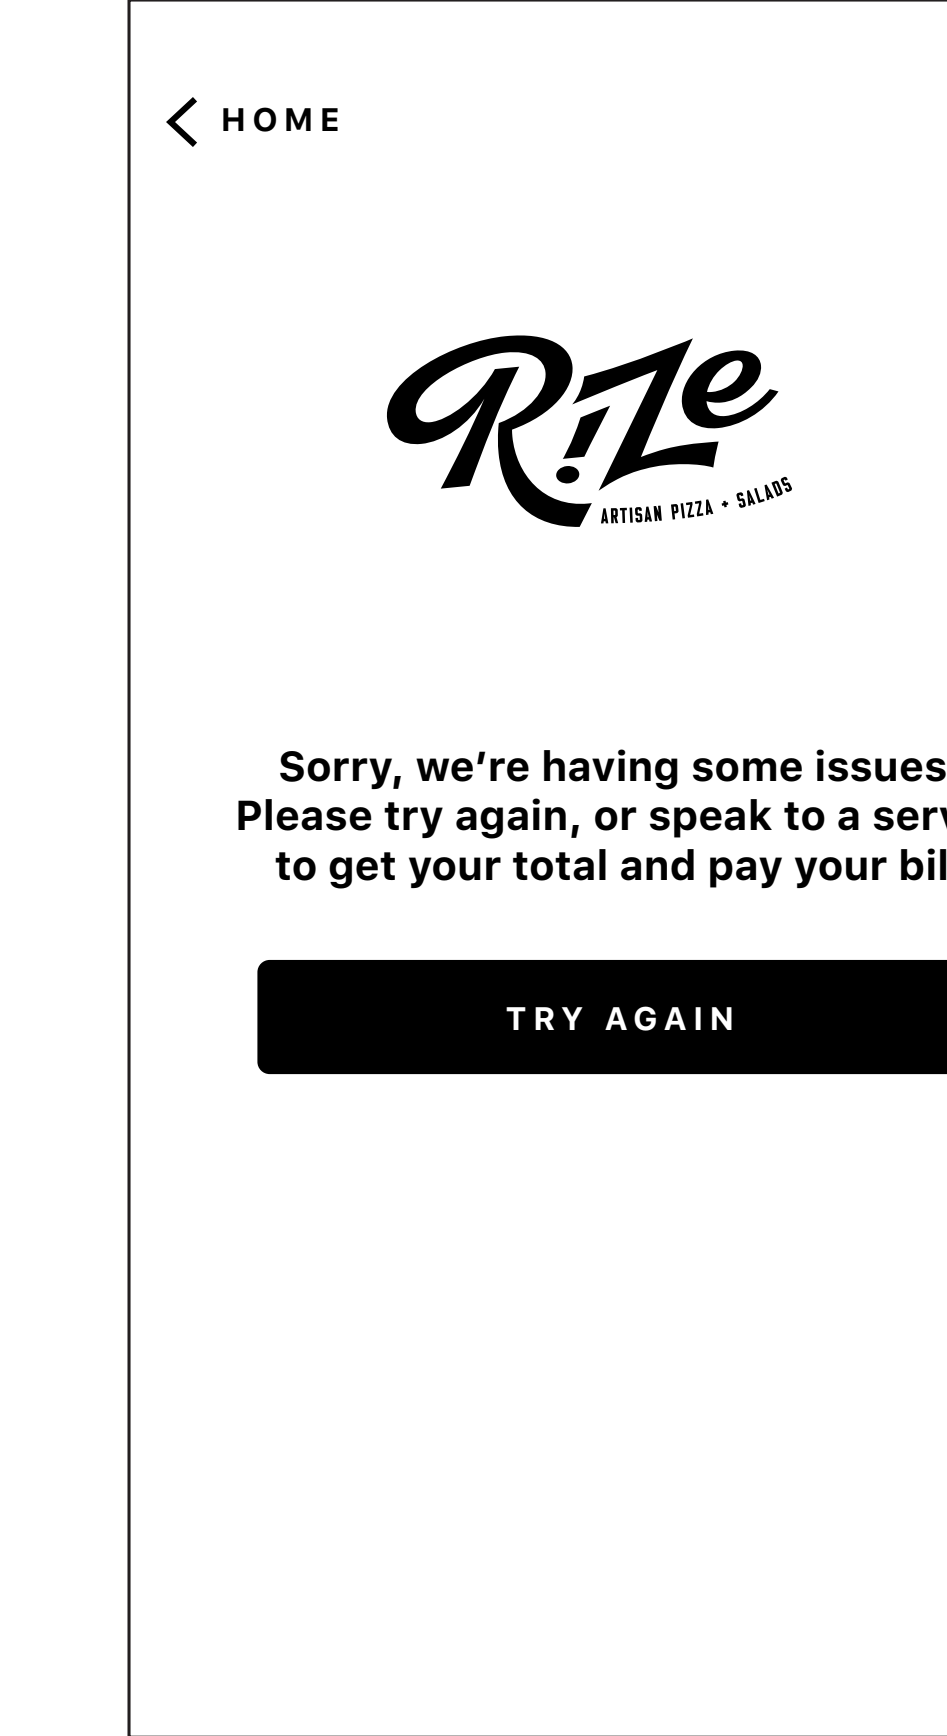 HOME
RiZe
ARTISAN PIZZA + SALADS
Sorry, we’re having some issues
Please try again, or speak to a
to get your total and pay your
TRY AGAIN